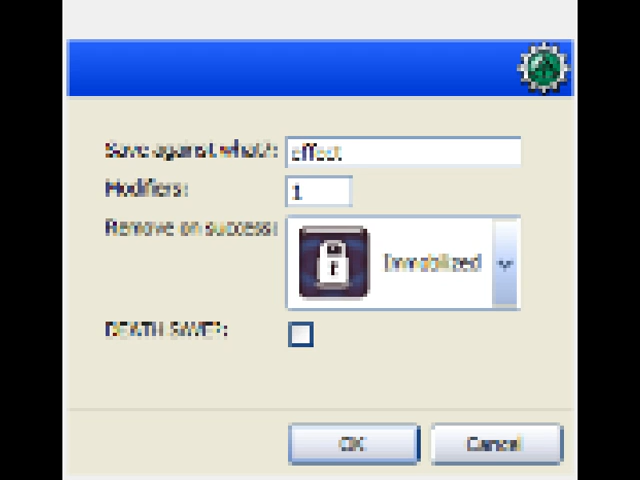 Save against what?: effect
Modifiers: 1
Remove on success: Immobilized
DEATH SAVE?:
OK Cancel